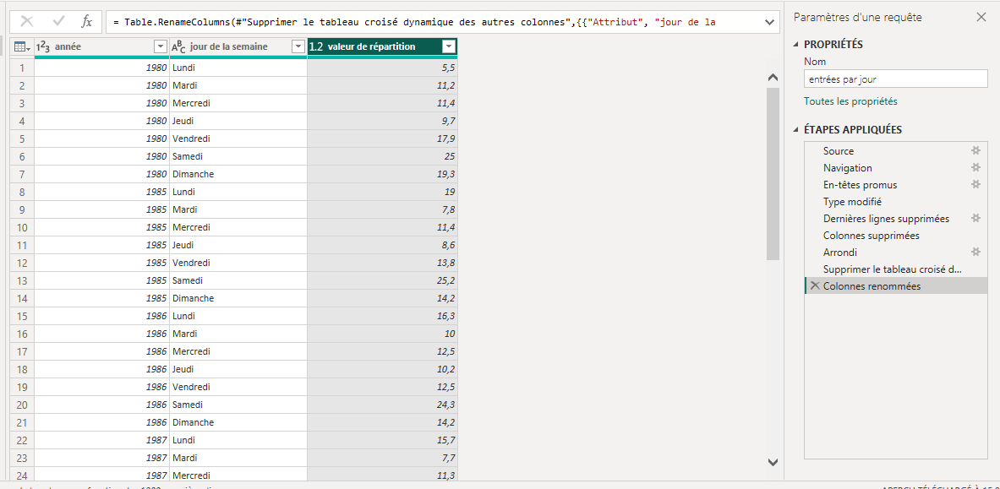 = Table.RenameColumns(#"Supprimer le tableau croisé dynamique des autres colonnes",{{"Attribut", "jour de la
Paramètres d'une requête
année jour de la semaine 1.2 valeur de répartition
1 1980 Lundi 5,5
2 1980 Mardi 11,2
3 1980 Mercredi 11,4
4 1980 Jeudi 9,7
5 1980 Vendredi 17,9
6 1980 Samedi 25
7 1980 Dimanche 19,3
8 1985 Lundi 19
9 1985 Mardi 7,8
10 1985 Mercredi 11,4
11 1985 Jeudi 8,6
12 1985 Vendredi 13,8
13 1985 Samedi 25,2
14 1985 Dimanche 14,2
15 1986 Lundi 16,3
16 1986 Mardi 10
17 1986 Mercredi 12,5
18 1986 Jeudi 10,2
19 1986 Vendredi 12,5
20 1986 Samedi 24,3
21 1986 Dimanche 14,2
22 1987 Lundi 15,7
23 1987 Mardi 7,7
24 1987 Mercredi 11,3
PROPRIÉTÉS
Nom
entrées par jour
Toutes les propriétés
ÉTAPES APPLIQUÉES
Source
Navigation
En-têtes promus
Type modifié
Dernières lignes supprimées
Colonnes supprimées
Arrondi
Supprimer le tableau croisé d...
Colonnes renommées